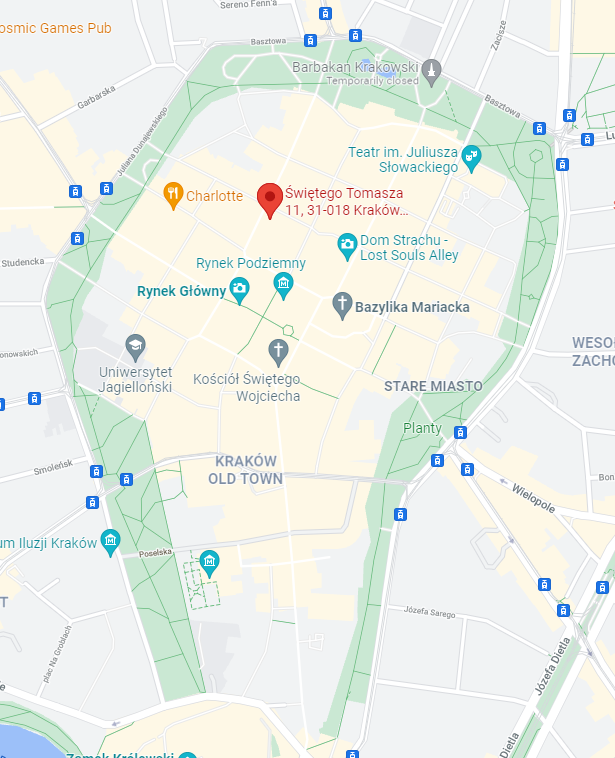 Sereno Fenn'a
osmic Games Pub
Basztowa
Zacisze
Barbakan Krakowski
Temporarily closed
Garbarska
Basztowa
Juliana Dunajewskiego
Lu
Teatr im. Juliusza
Słowackiego
Charlotte
Świętego Tomasza
11, 31-018 Kraków...
Dom Strachu -
Lost Souls Alley
Studencka
Rynek Podziemny
Rynek Główny
Bazylika Mariacka
WESO
ZACHO
onowskich
Uniwersytet
Jagielloński
Kościół Świętego
Wojciecha
STARE MIASTO
Planty
KRAKÓW
OLD TOWN
Smoleńsk
Bon
Wielopole
um Iluzji Kraków
Poselska
T
Józefa Sarego
plac Na Groblach
Józefa Dietla
e
Dietla
Zamek Królewski